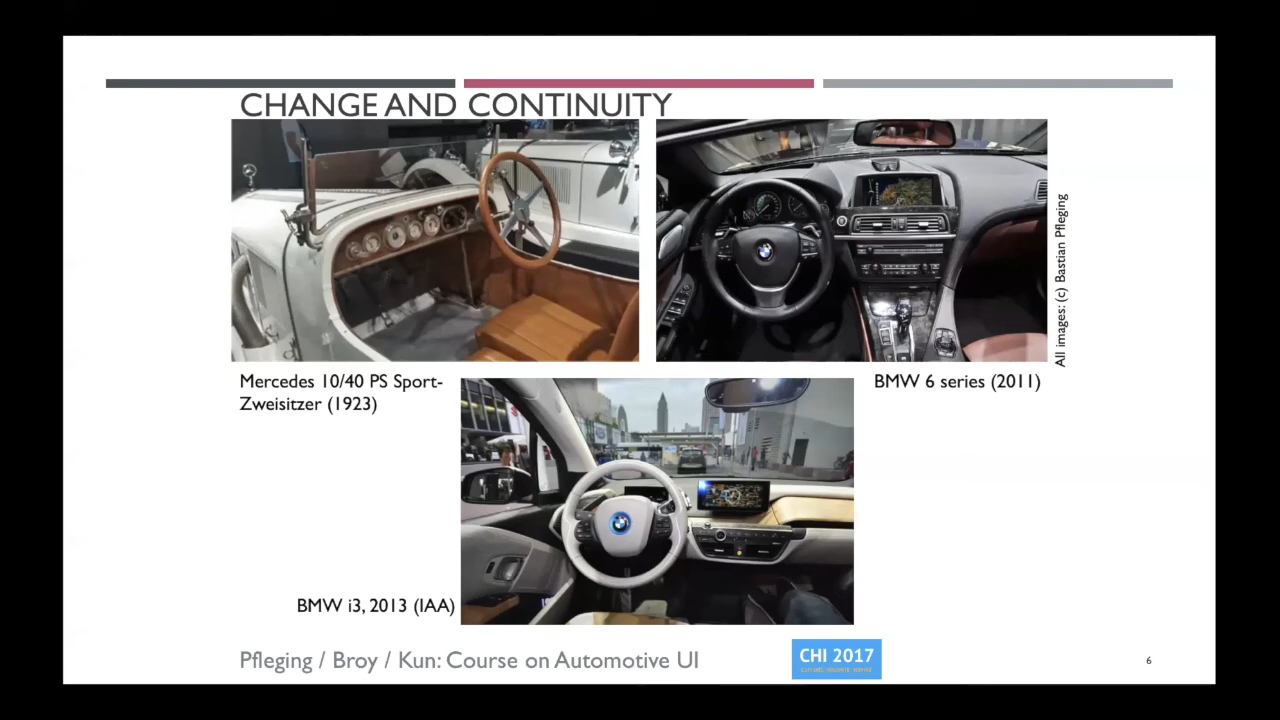 CHANGE AND CONTINUITY
All images: (c) Bastian Pfleging
Mercedes 10/40 PS Sport-
Zweisitzer (1923)
BMW 6 series (2011)
BMW i3, 2013 (IAA)
Pfleging / Broy / Kun: Course on Automotive UI
CHI 2017
6